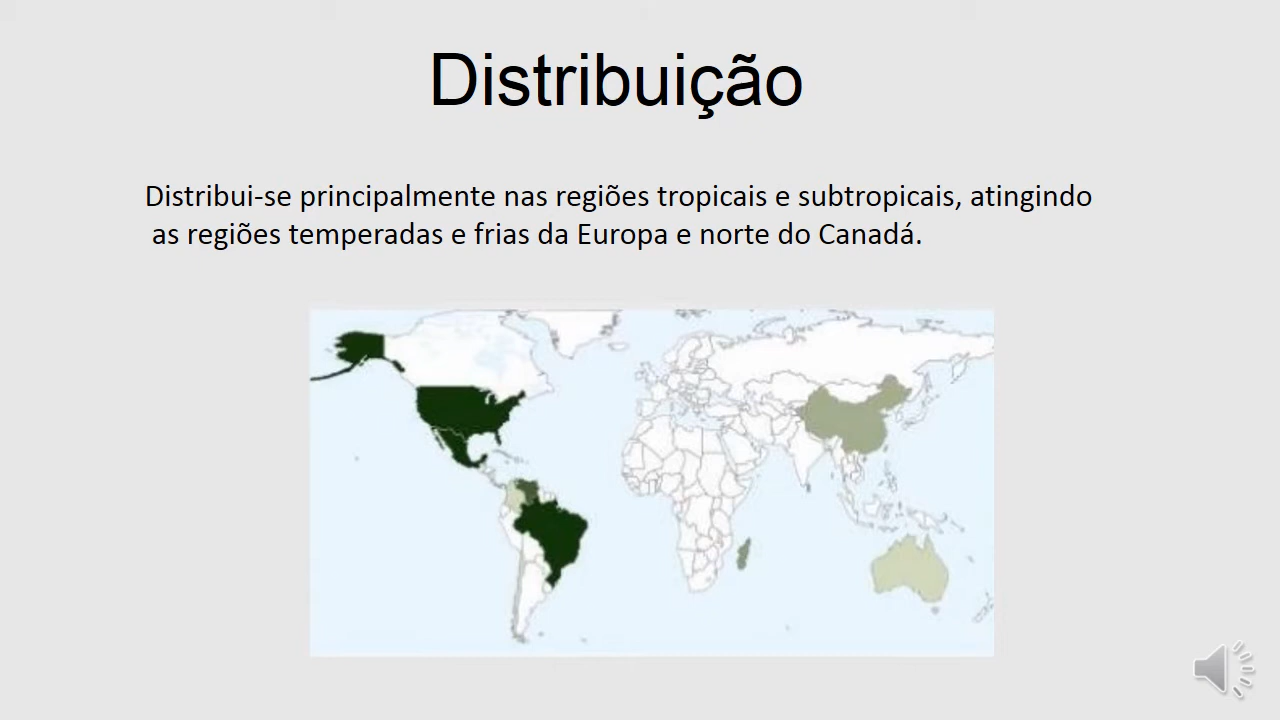 Distribuição
Distribui-se principalmente nas regiões tropicais e subtropicais, atingindo
as regiões temperadas e frias da Europa e norte do Canadá.